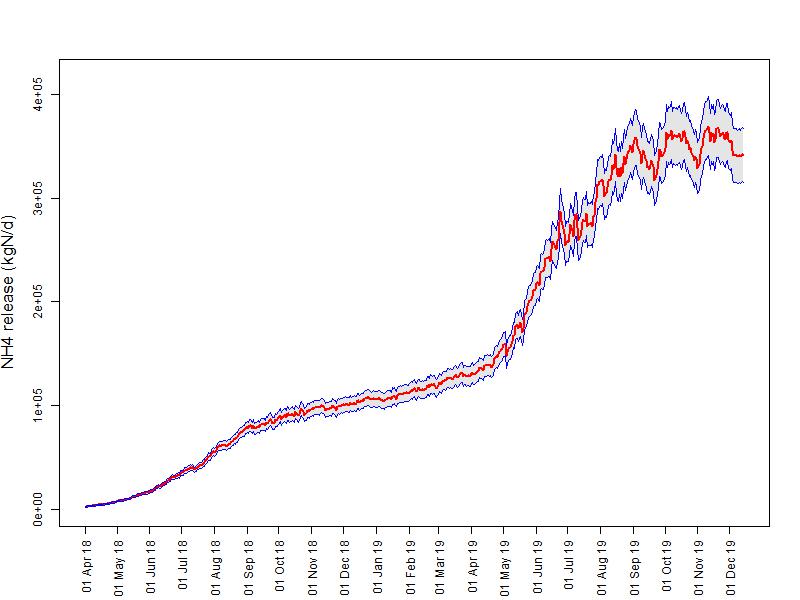 NH4 release (kgN/d)
4e+05
3e+05
2e+05
1e+05
0e+00
01 Apr 18
01 May 18
01 Jun 18
01 Jul 18
01 Aug 18
01 Sep 18
01 Oct 18
01 Nov 18
01 Dec 18
01 Jan 19
01 Feb 19
01 Mar 19
01 Apr 19
01 May 19
01 Jun 19
01 Jul 19
01 Aug 19
01 Sep 19
01 Oct 19
01 Nov 19
01 Dec 19